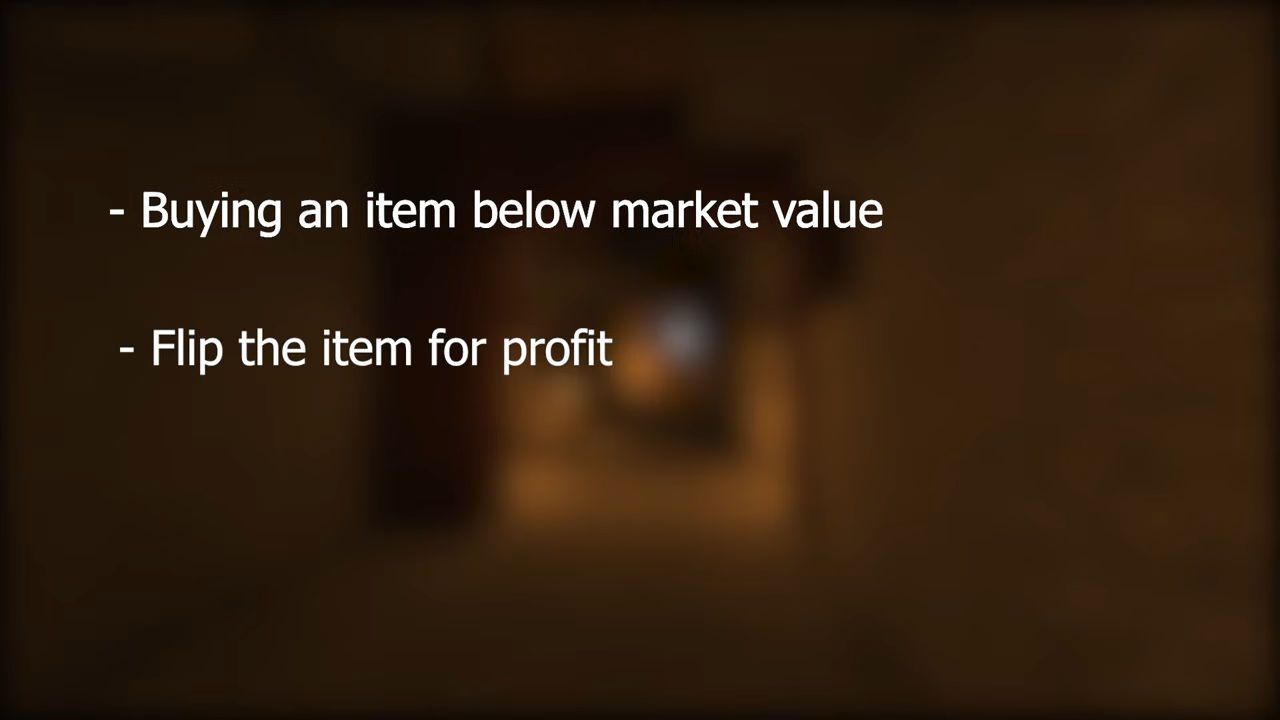 - Buying an item below market value
- Flip the item for profit